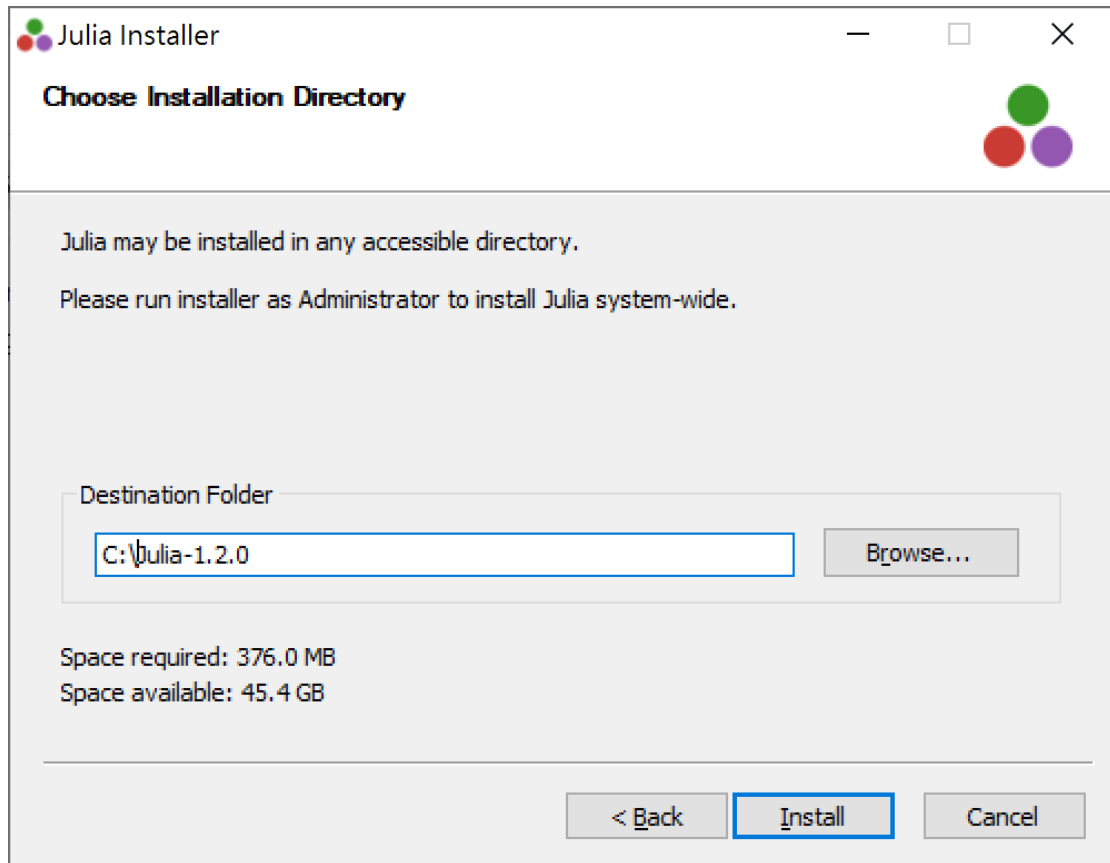 Julia Installer
Choose Installation Directory
Julia may be installed in any accessible directory.
Please run installer as Administrator to install Julia system-wide.
Destination Folder
C:\Julia-1.2.0
Browse...
Space required: 376.0 MB
Space available: 45.4 GB
< Back
Install
Cancel